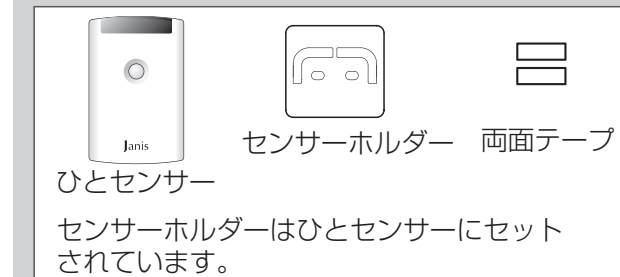 Janis
センサーホルダー
両面テープ
ひとセンサー
センサーホルダーはひとセンサーにセット
されています。